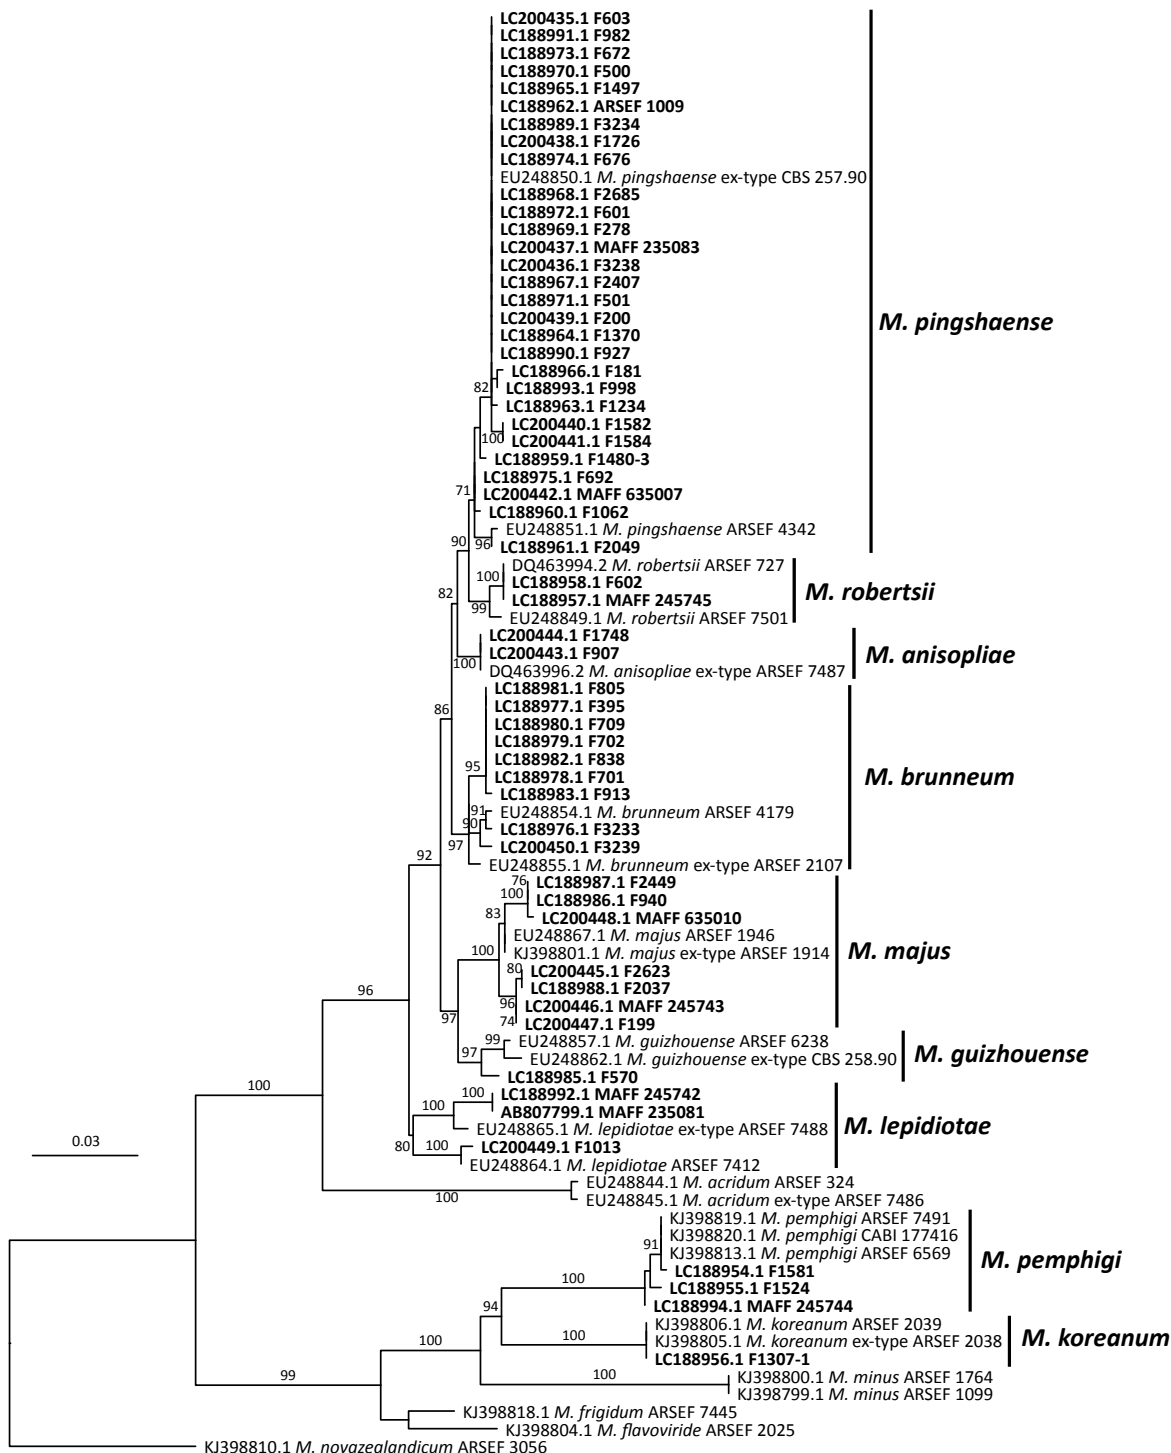 LC200435.1 F603
LC188991.1 F982
LC188973.1 F672
LC188970.1 F500
LC188965.1 F1497
LC188962.1 ARSEF 1009
LC188989.1 F3234
LC200438.1 F1726
LC188974.1 F676
EU248850.1 M. pingshaense ex-type CBS 257.90
LC188968.1 F2685
LC188972.1 F601
LC188969.1 F278
LC200437.1 MAFF 235083
LC200436.1 F3238
LC188967.1 F2407
LC188971.1 F501
LC200439.1 F200
M. pingshaense
LC188964.1 F1370
LC188990.1 F927
LC188966.1 F181
82
LC188993.1 F998
LC188963.1 F1234
LC200440.1 F1582
100
LC200441.1 F1584
LC188959.1 F1480-3
LC188975.1 F692
71
LC200442.1 MAFF 635007
LC188960.1 F1062
EU248851.1 M. pingshaense ARSEF 4342
90
96
LC188961.1 F2049
DQ463994.2 M. robertsii ARSEF 727
100
LC188958.1 F602
M. robertsii
82
LC188957.1 MAFF 245745
99
EU248849.1 M. robertsii ARSEF 7501
LC200444.1 F1748
LC200443.1 F907
M. anisopliae
100
DQ463996.2 M. anisopliae ex-type ARSEF 7487
LC188981.1 F805
LC188977.1 F395
86
LC188980.1 F709
LC188979.1 F702
LC188982.1 F838
95
LC188978.1 F701
M. brunneum
LC188983.1 F913
91
EU248854.1 M. brunneum ARSEF 4179
90
LC188976.1 F3233
97
LC200450.1 F3239
92
EU248855.1 M. brunneum ex-type ARSEF 2107
76
LC188987.1 F2449
100
LC188986.1 F940
83
LC200448.1 MAFF 635010
EU248867.1 M. majus ARSEF 1946
100
KJ398801.1 M. majus ex-type ARSEF 1914
M. majus
80
LC200445.1 F2623
96
LC188988.1 F2037
96
LC200446.1 MAFF 245743
97
74
LC200447.1 F199
99
EU248857.1 M. guizhouense ARSEF 6238
97
EU248862.1 M. guizhouense ex-type CBS 258.90
M. guizhouense
LC188985.1 F570
100
100
LC188992.1 MAFF 245742
100
AB807799.1 MAFF 235081
EU248865.1 M. lepidiotae ex-type ARSEF 7488
M. lepidiotae
0.03
80
100
LC200449.1 F1013
EU248864.1 M. lepidiotae ARSEF 7412
EU248844.1 M. acridum ARSEF 324
100
EU248845.1 M. acridum ex-type ARSEF 7486
KJ398819.1 M. pemphigi ARSEF 7491
KJ398820.1 M. pemphigi CABI 177416
91
KJ398813.1 M. pemphigi ARSEF 6569
M. pemphigi
LC188954.1 F1581
100
LC188955.1 F1524
94
LC188994.1 MAFF 245744
KJ398806.1 M. koreanum ARSEF 2039
100
100
KJ398805.1 M. koreanum ex-type ARSEF 2038
M. koreanum
LC188956.1 F1307-1
99
100
KJ398800.1 M. minus ARSEF 1764
KJ398799.1 M. minus ARSEF 1099
KJ398818.1 M. frigidum ARSEF 7445
KJ398804.1 M. flavoviride ARSEF 2025
KJ398810.1 M. novazealandicum ARSEF 3056